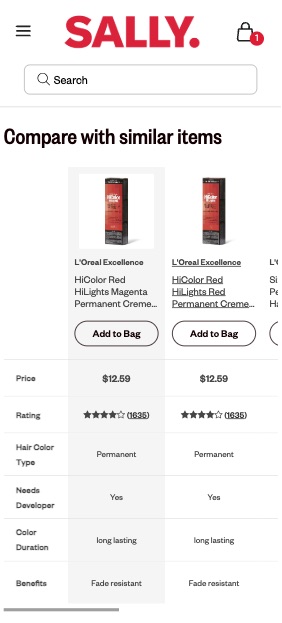 SALLY.
1
Search
Compare with similar items
L'Oreal Excellence
HiColor Red
HiLights Magenta
Permanent Creme...
Add to Bag
L'Oreal Excellence
HiColor Red
HiLights Red
Permanent Creme...
Add to Bag
L'O
Si
Pe
Ha
Price
$12.59
$12.59
Rating
(1635)
(1635)
Hair Color
Type
Permanent
Permanent
Needs
Developer
Yes
Yes
Color
Duration
long lasting
long lasting
Benefits
Fade resistant
Fade resistant